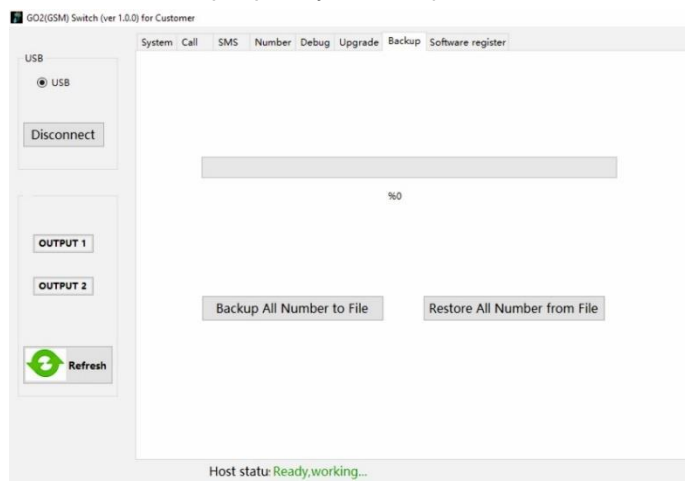 GO2(GSM) Switch (ver 1.0.0) for Customer
System Call SMS Number Debug Upgrade Backup Software register
USB
USB
Disconnect
%0
OUTPUT 1
OUTPUT 2
Backup All Number to File Restore All Number from File
Refresh
Host statu: Ready,working...